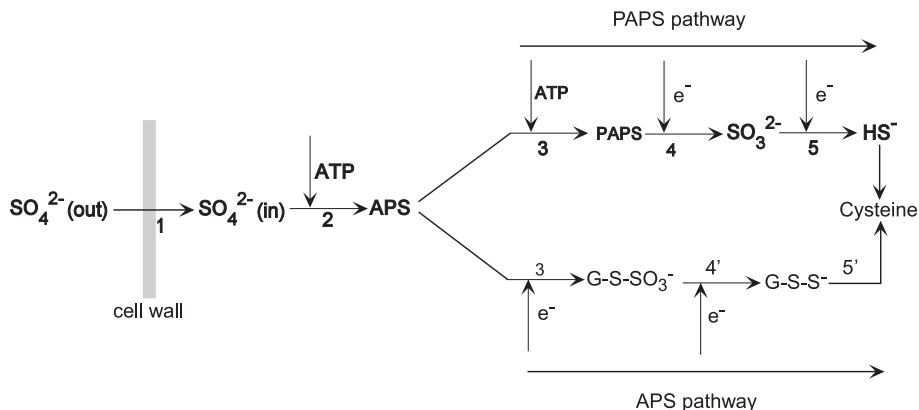 PAPS pathway
ATP e⁻ e⁻
3 PAPS 4 SO₃²⁻ 5 HS⁻
ATP
SO₄²⁻ (out) 1 SO₄²⁻ (in) 2 APS Cysteine
cell wall
3 G-S-SO₃⁻ 4’ G-S-S⁻ 5’
e⁻ e⁻
APS pathway